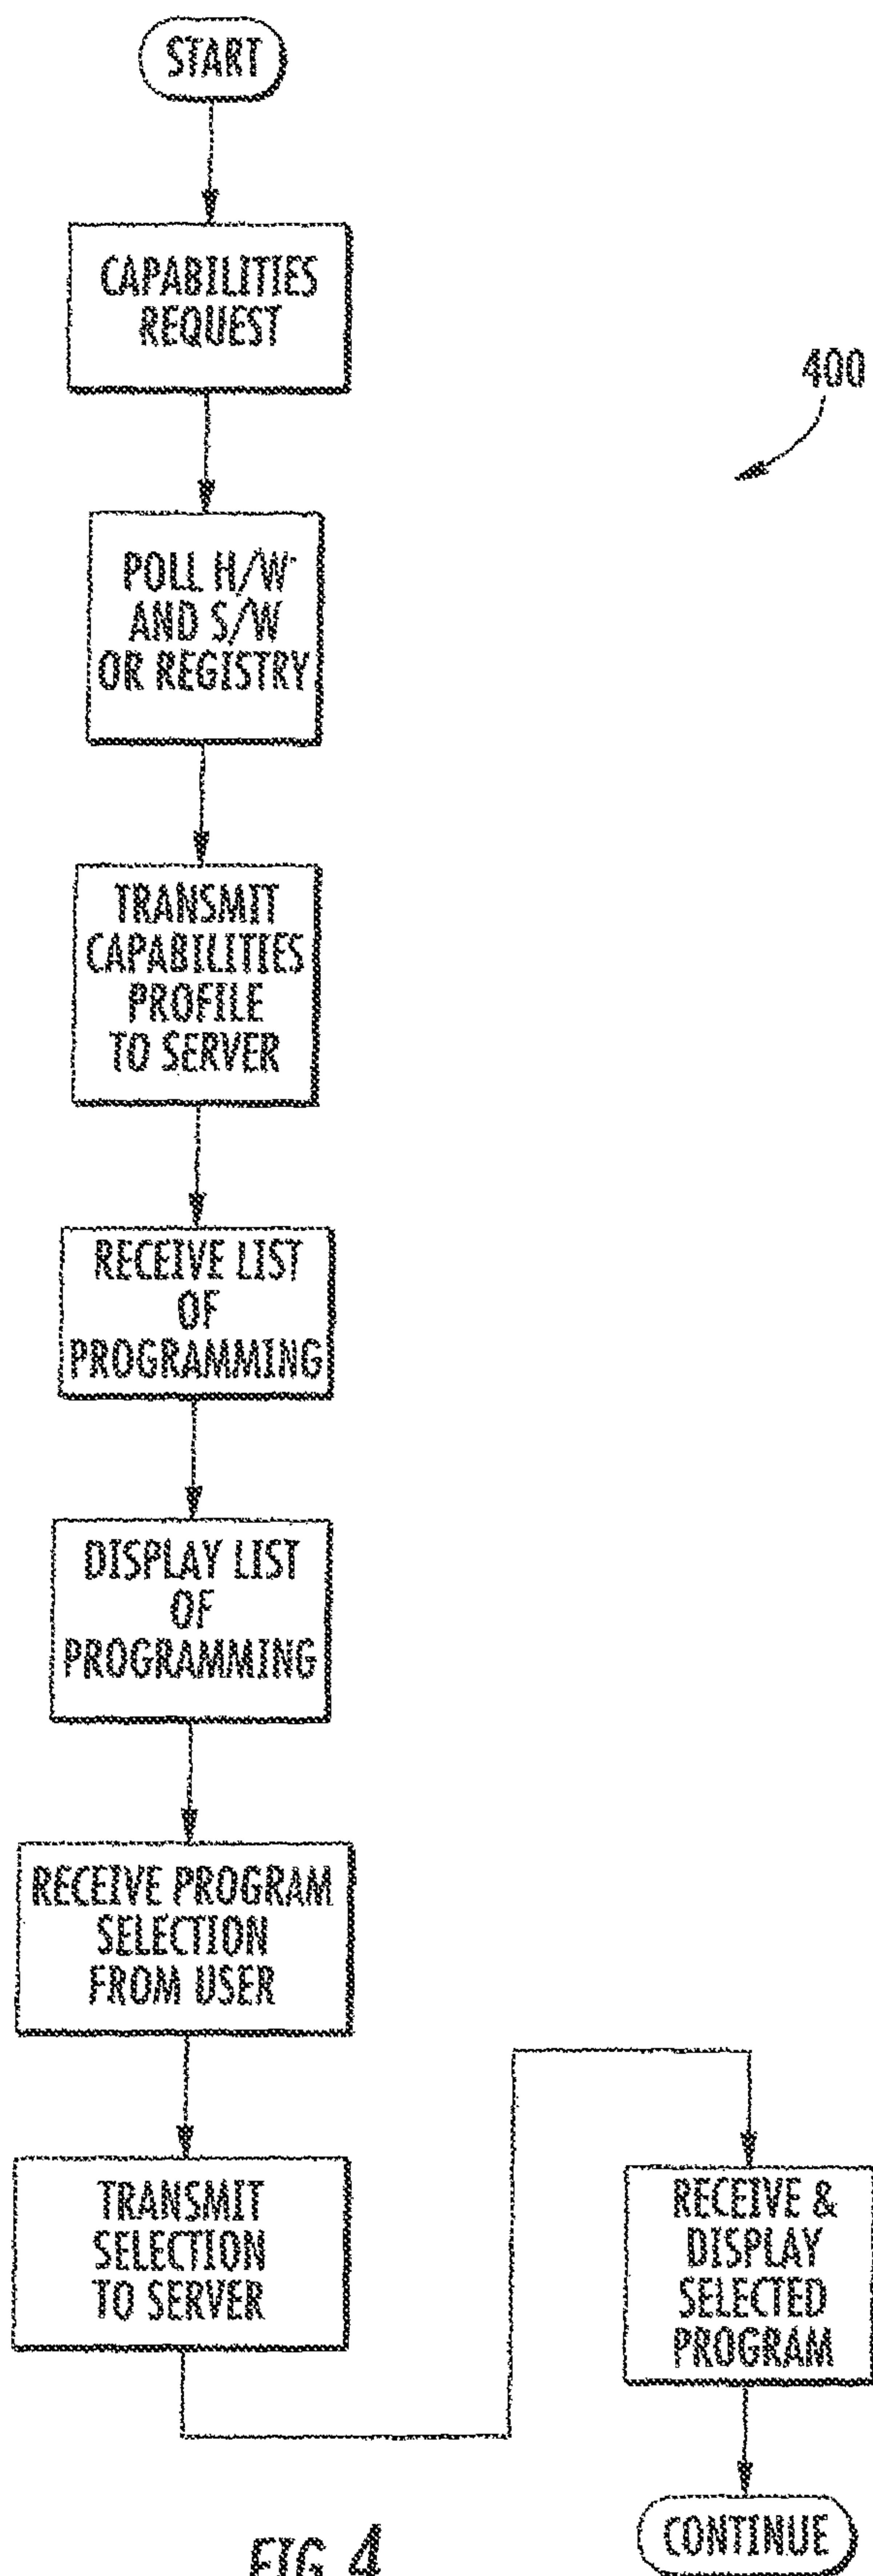 START
CAPABILITIES
REQUEST
400
POLL H/W
AND S/W
OR REGISTRY
TRANSMIT
CAPABILITIES
PROFILE
TO SERVER
RECEIVE LIST
OF
PROGRAMMING
DISPLAY LIST
OF
PROGRAMMING
RECEIVE PROGRAM
SELECTION
FROM USER
TRANSMIT
SELECTION
TO SERVER
RECEIVE &
DISPLAY
SELECTED
PROGRAM
CONTINUE
FIG. 4